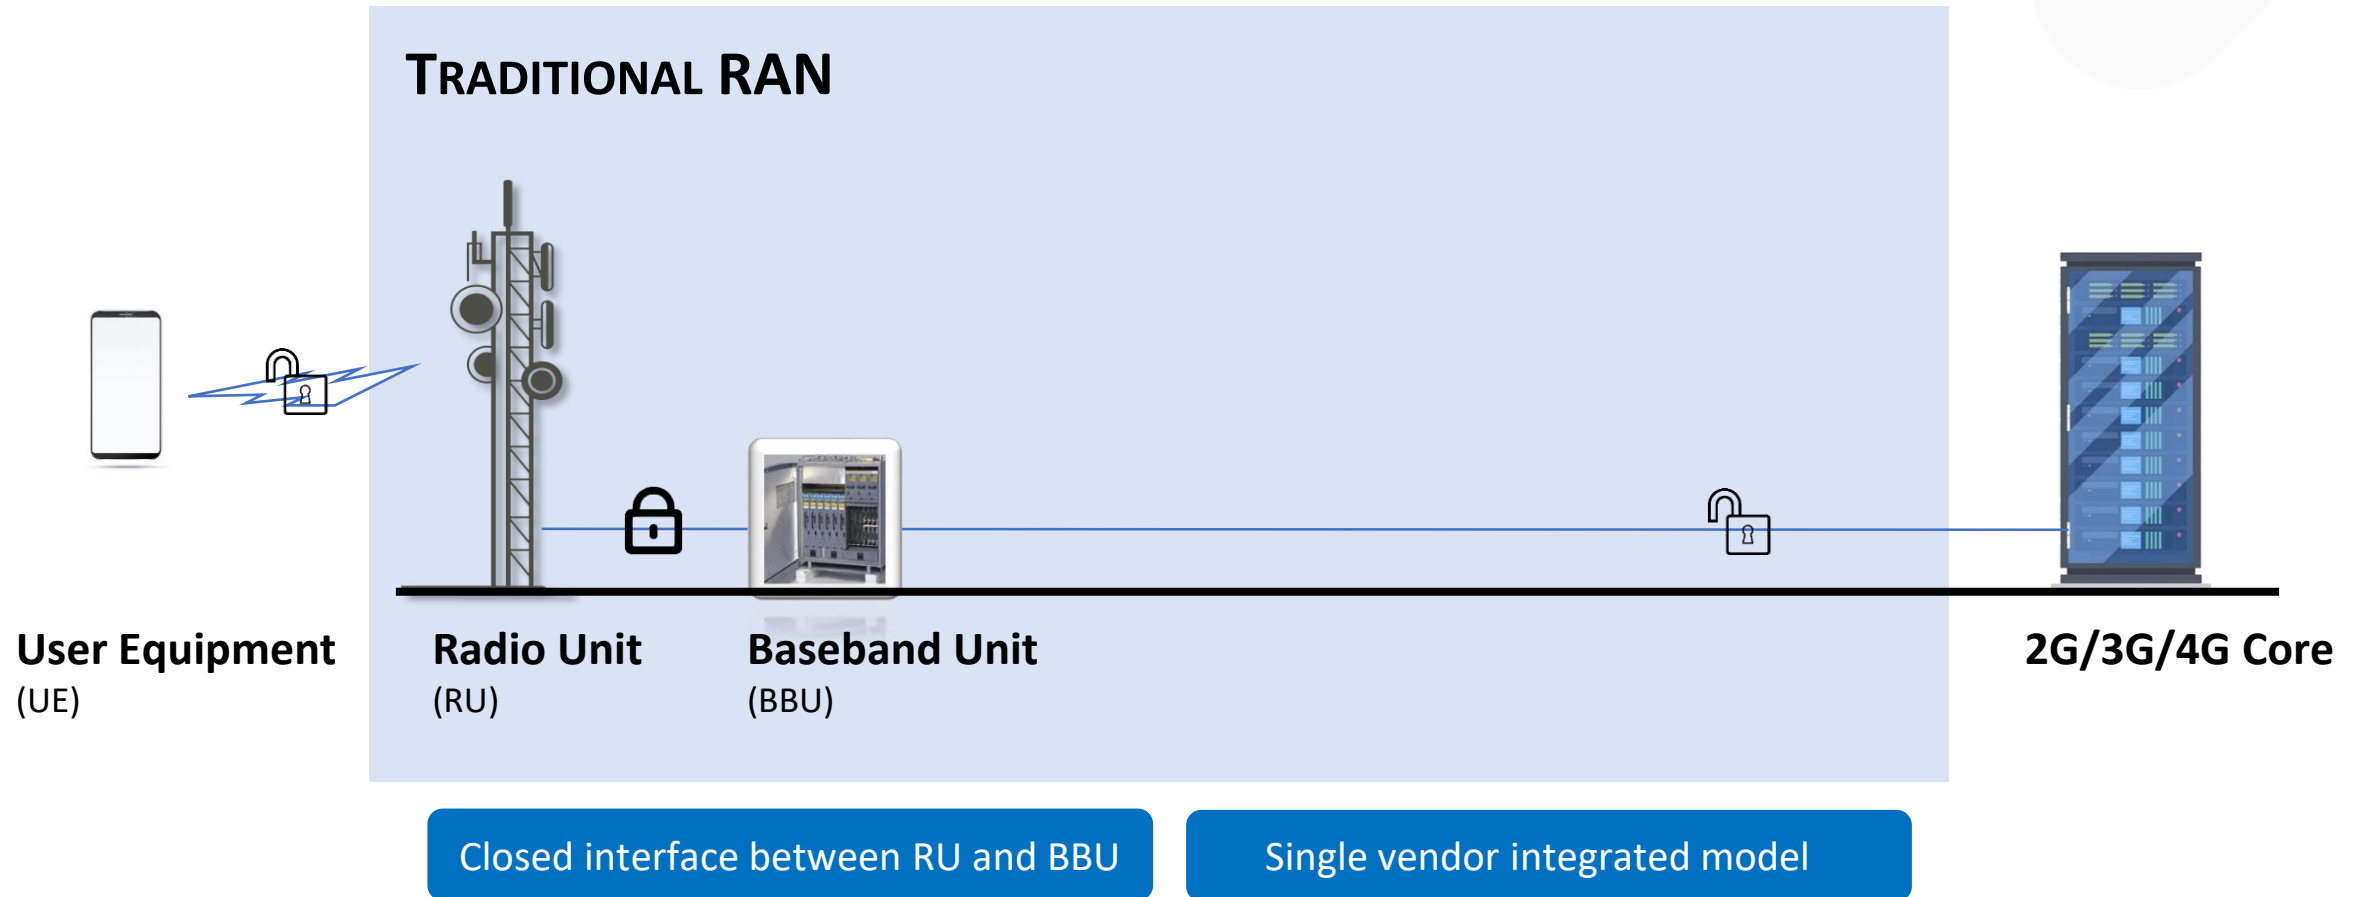 TRADITIONAL RAN
User Equipment
(UE)
Radio Unit
(RU)
Baseband Unit
(BBU)
2G/3G/4G Core
Closed interface between RU and BBU
Single vendor integrated model